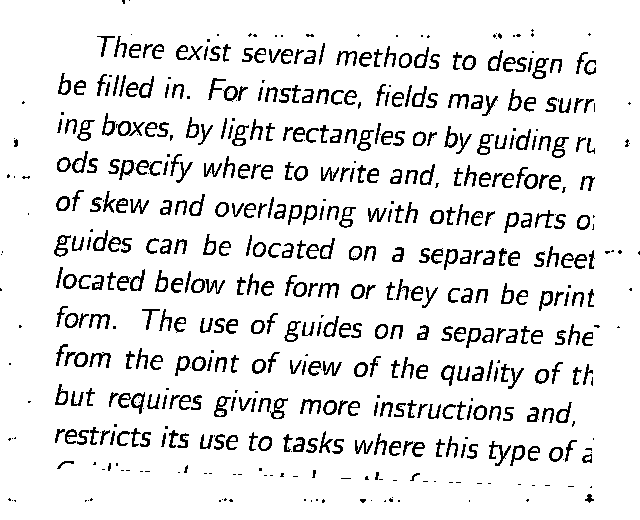 There exist several methods to design fo
be filled in. For instance, fields may be surr
ing boxes, by light rectangles or by guiding ru
ods specify where to write and, therefore, m
of skew and overlapping with other parts of
guides can be located on a separate sheet
located below the form or they can be print
form. The use of guides on a separate she
from the point of view of the quality of th
but requires giving more instructions and,
restricts its use to tasks where this type of a